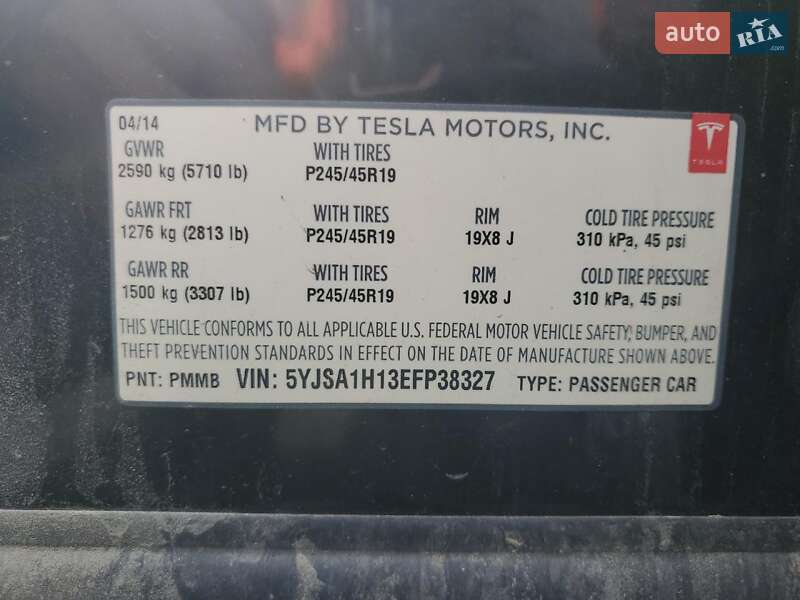 auto RIA.com
04/14 MFD BY TESLA MOTORS, INC.
TESLA
GVWR WITH TIRES
2590 kg (5710 lb) P245/45R19
GAWR FRT WITH TIRES RIM COLD TIRE PRESSURE
1276 kg (2813 lb) P245/45R19 19X8 J 310 kPa, 45 psi
GAWR RR WITH TIRES RIM COLD TIRE PRESSURE
1500 kg (3307 lb) P245/45R19 19X8 J 310 kPa, 45 psi
THIS VEHICLE CONFORMS TO ALL APPLICABLE U.S. FEDERAL MOTOR VEHICLE SAFETY, BUMPER, AND
THEFT PREVENTION STANDARDS IN EFFECT ON THE DATE OF MANUFACTURE SHOWN ABOVE.
PNT: PMMB VIN: 5YJSA1H13EFP38327 TYPE: PASSENGER CAR